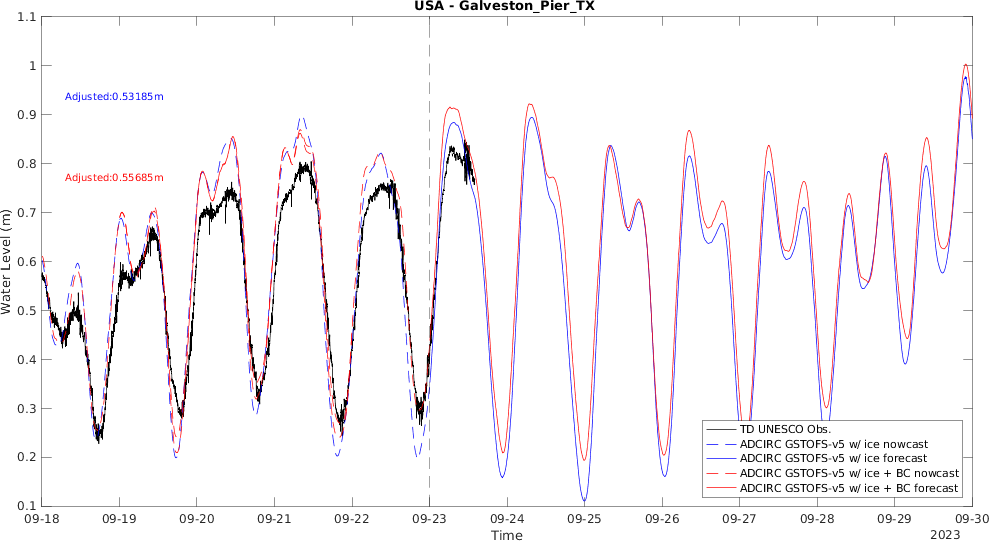 USA - Galveston_Pier_TX
1.1
1
0.9
0.8
0.7
0.6
0.5
0.4
0.3
0.2
0.1
Water Level (m)
Adjusted:0.53185m
Adjusted:0.55685m
TD UNESCO Obs.
ADCIRC GSTOFS-v5 w/ ice nowcast
ADCIRC GSTOFS-v5 w/ ice forecast
ADCIRC GSTOFS-v5 w/ ice + BC nowcast
ADCIRC GSTOFS-v5 w/ ice + BC forecast
09-18 09-19 09-20 09-21 09-22 09-23 09-24 09-25 09-26 09-27 09-28 09-29 09-30
Time
2023